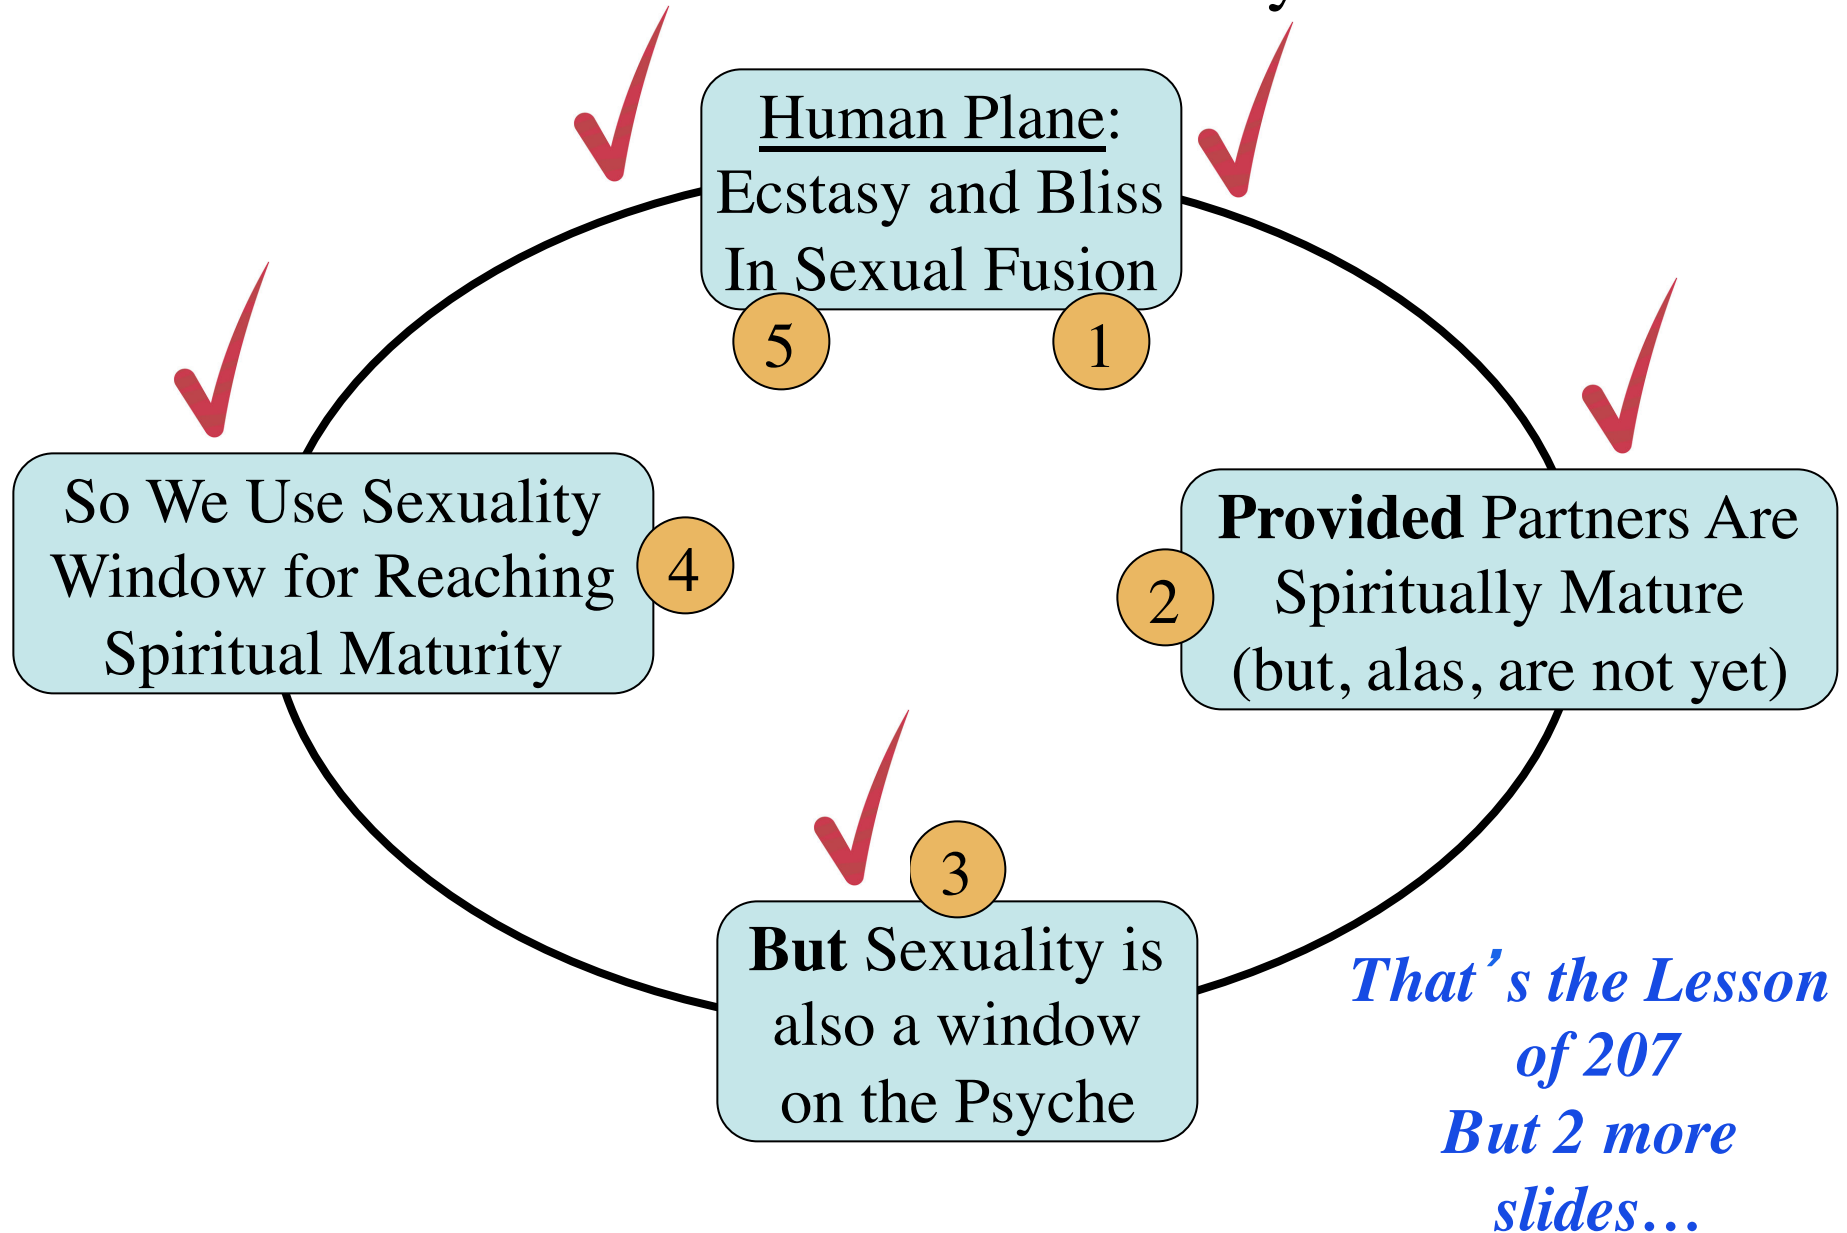 Human Plane:
Ecstasy and Bliss
In Sexual Fusion
5
1
So We Use Sexuality
Window for Reaching
Spiritual Maturity
4
Provided Partners Are
Spiritually Mature
(but, alas, are not yet)
2
3
But Sexuality is
also a window
on the Psyche
That’s the Lesson
of 207
But 2 more
slides…